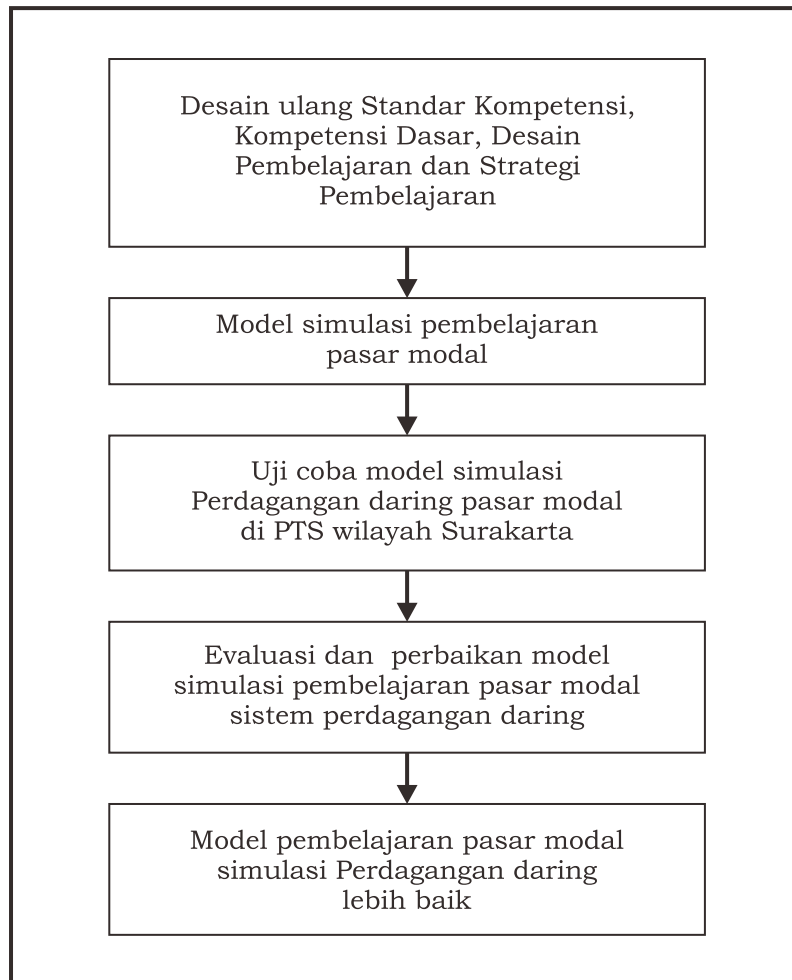 Desain ulang Standar Kompetensi,
Kompetensi Dasar, Desain
Pembelajaran dan Strategi
Pembelajaran
Model simulasi pembelajaran
pasar modal
Uji coba model simulasi
Perdagangan daring pasar modal
di PTS wilayah Surakarta
Evaluasi dan  perbaikan model
simulasi pembelajaran pasar modal
sistem perdagangan daring
Model pembelajaran pasar modal
simulasi Perdagangan daring
lebih baik